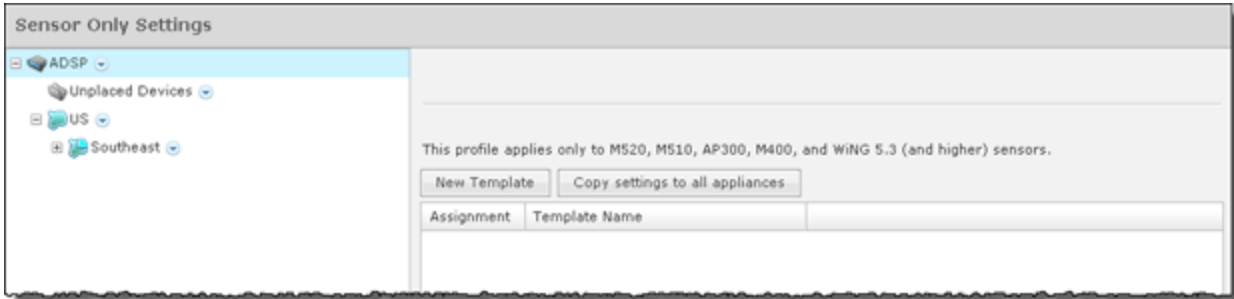 Sensor Only Settings
ADSP
Unplaced Devices
US
Southeast
This profile applies only to M520, M510, AP300, M400, and WiNG 5.3 (and higher) sensors.
New Template
Copy settings to all appliances
Assignment
Template Name